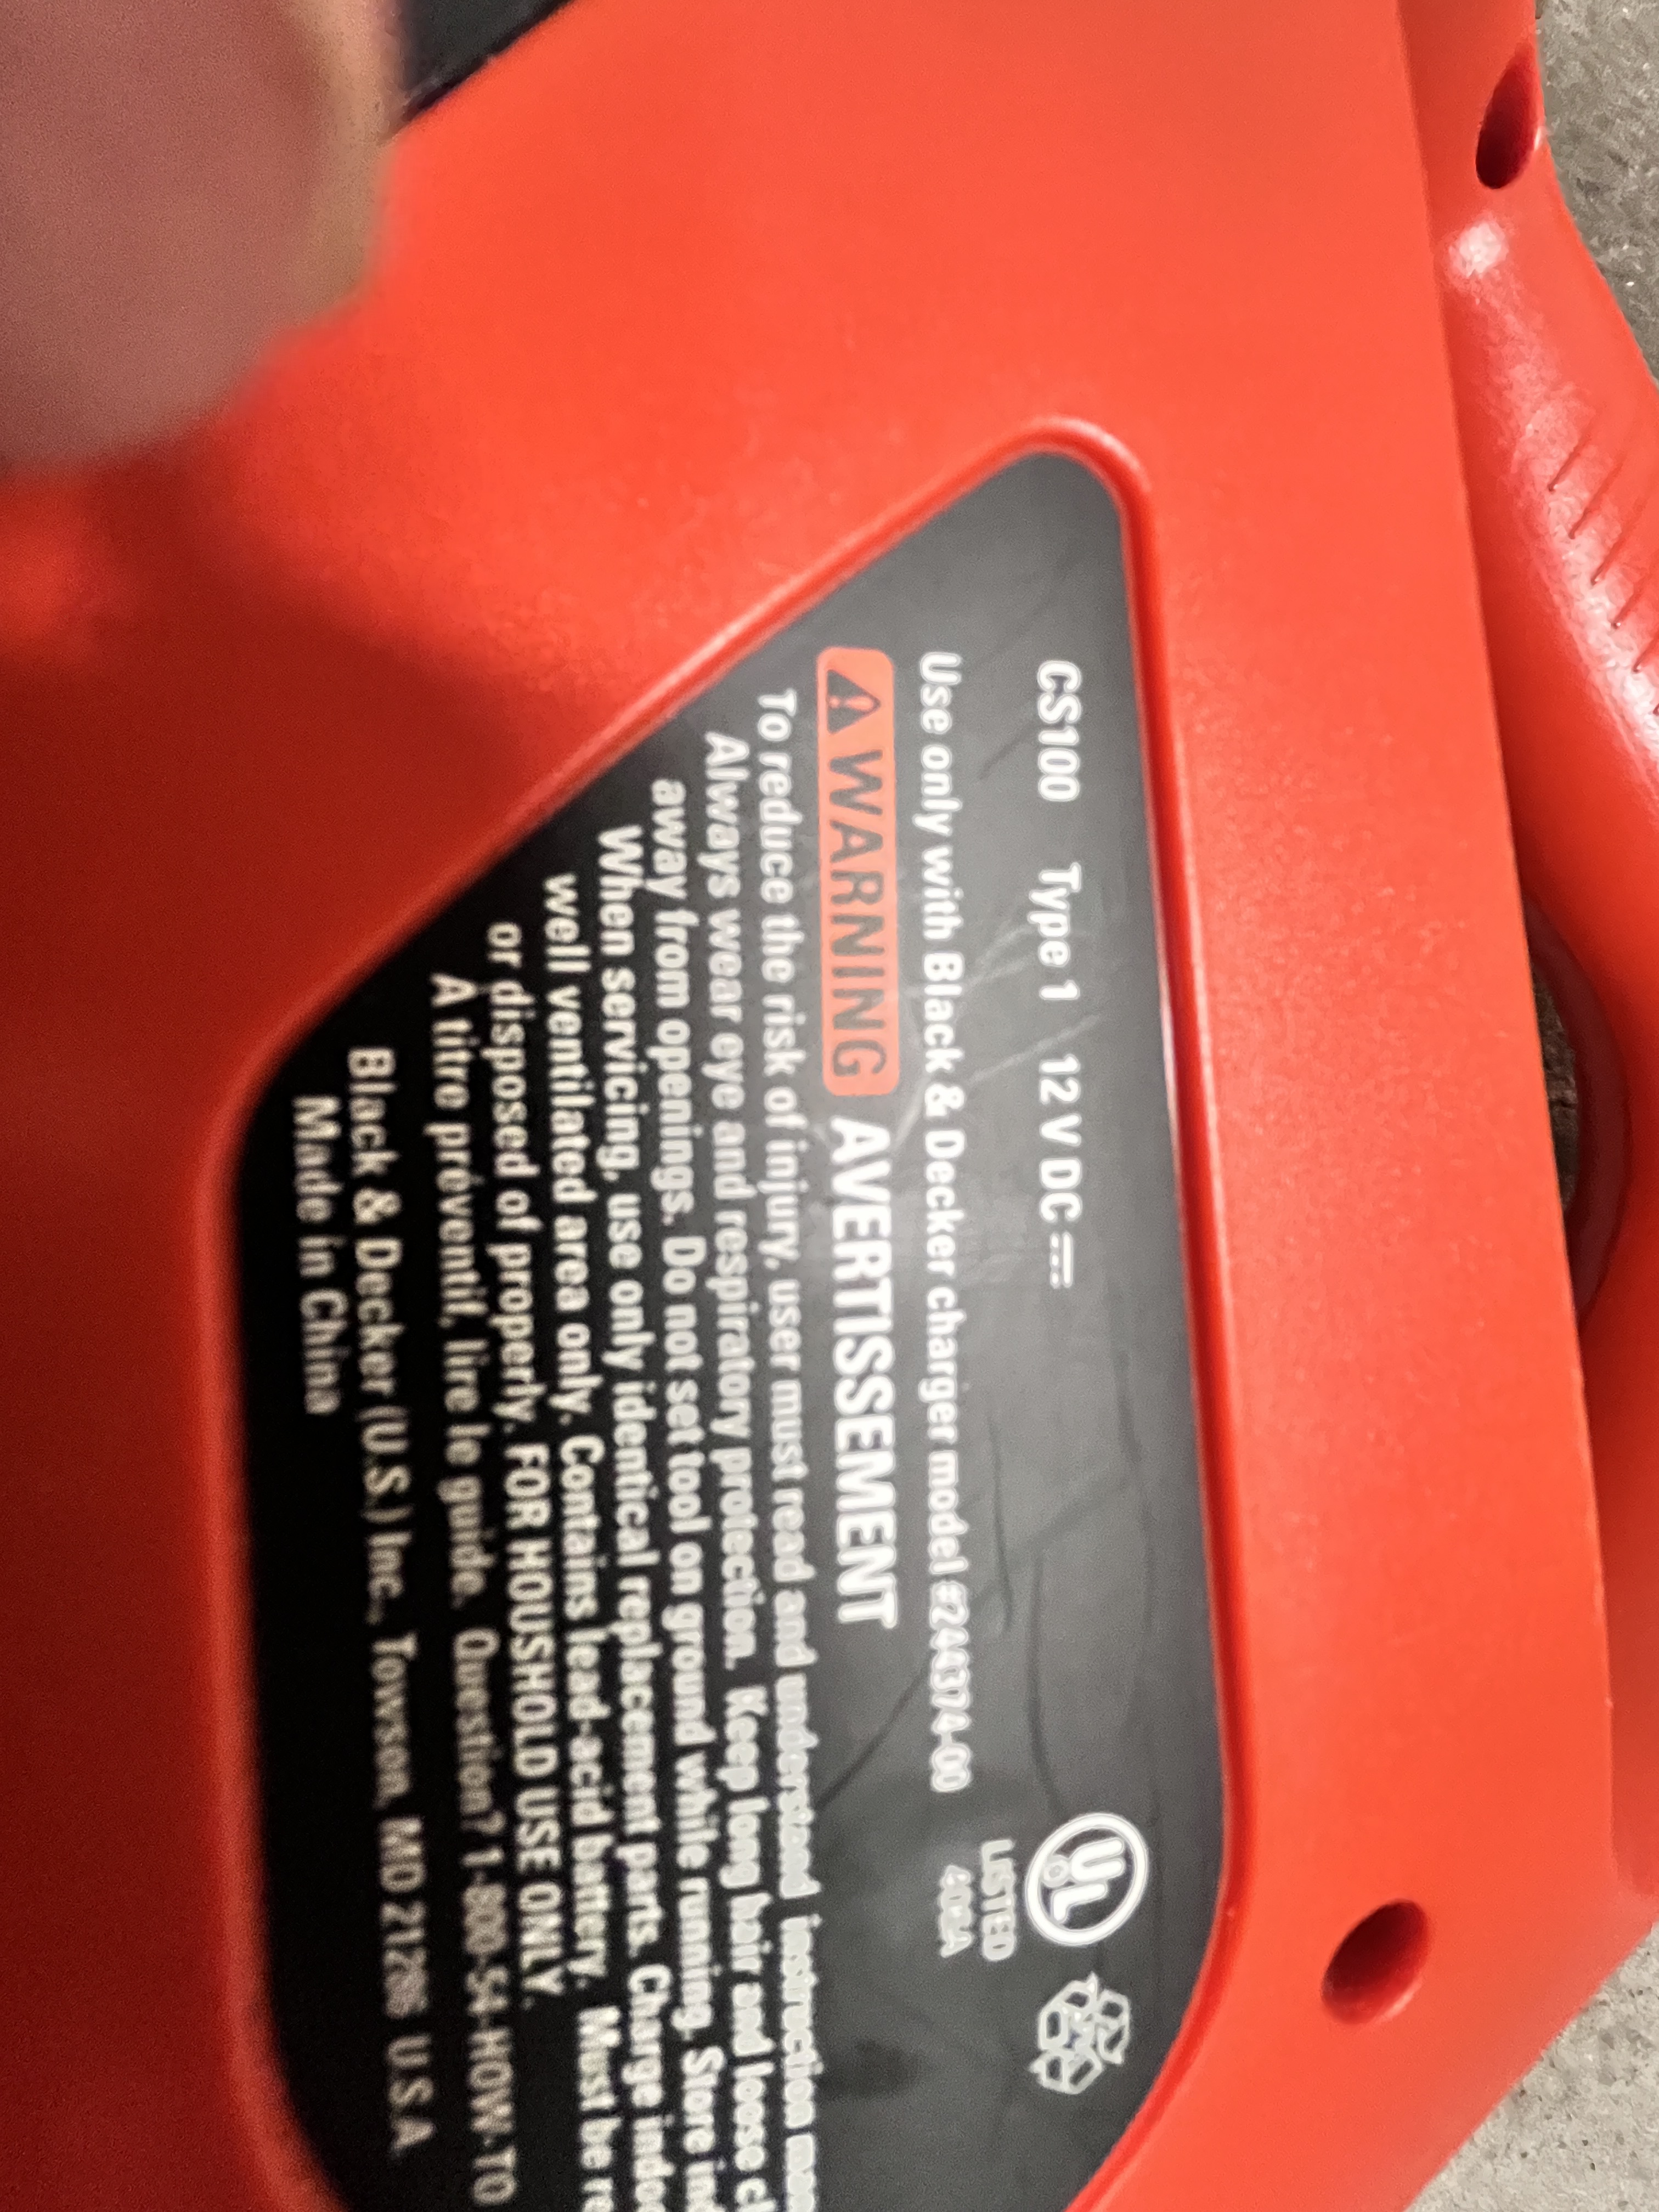 CS100 Type 1 12 V DC
Use only with Black & Decker charger model #244374-00
UL
LISTED
WARNING AVERTISSEMENT
To reduce the risk of injury, user must read and understand instruction
Always wear eye and respiratory protection. Keep long hair and loose
away from openings. Do not set tool on ground while running. Store
When servicing, use only identical replacement parts. Charge
well ventilated area only. Contains lead-acid battery. Must be
or disposed of properly. FOR HOUSHOLD USE ONLY.
A titre préventif, lire le guide. Question? 1-800-54-HOW-TO
Black & Decker (U.S.) Inc., Towson, MD 21286 U.S.A
Made in China